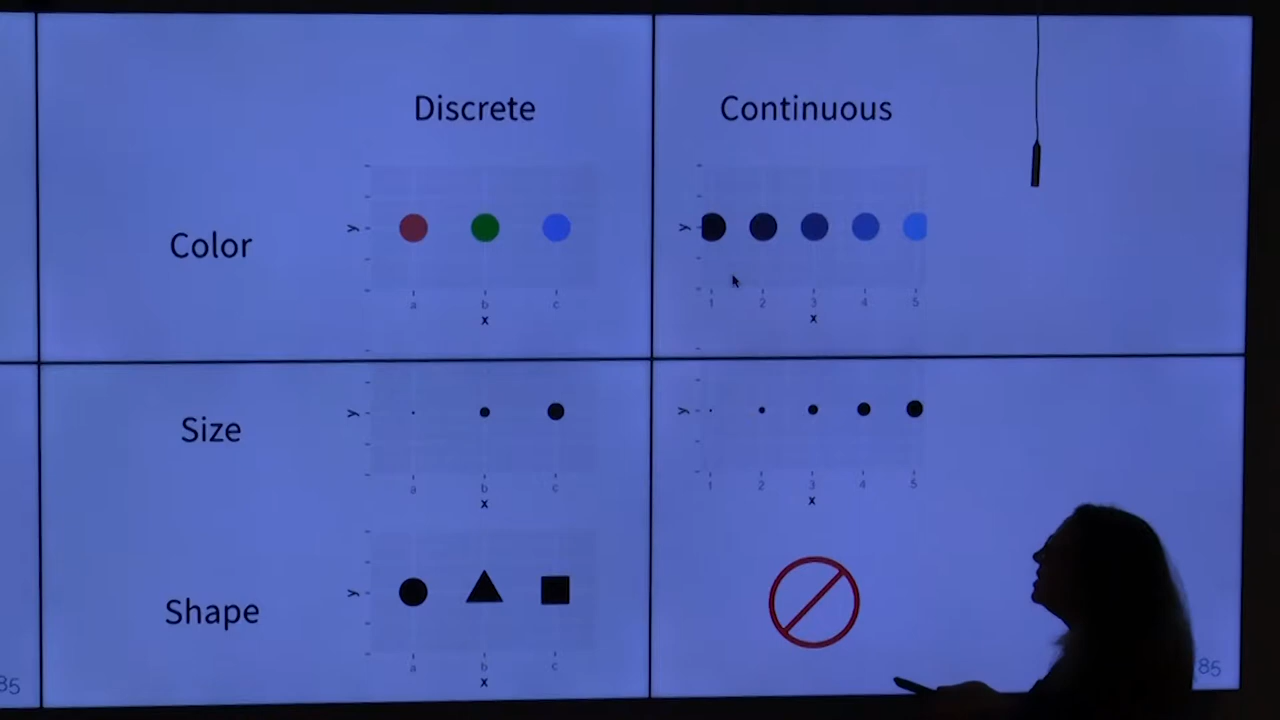 Discrete Continuous
Color
y
a b c
x
y
1 2 3 4 5
x
Size
y
a b c
x
y
1 2 3 4 5
x
Shape
y
a b c
x
85
85